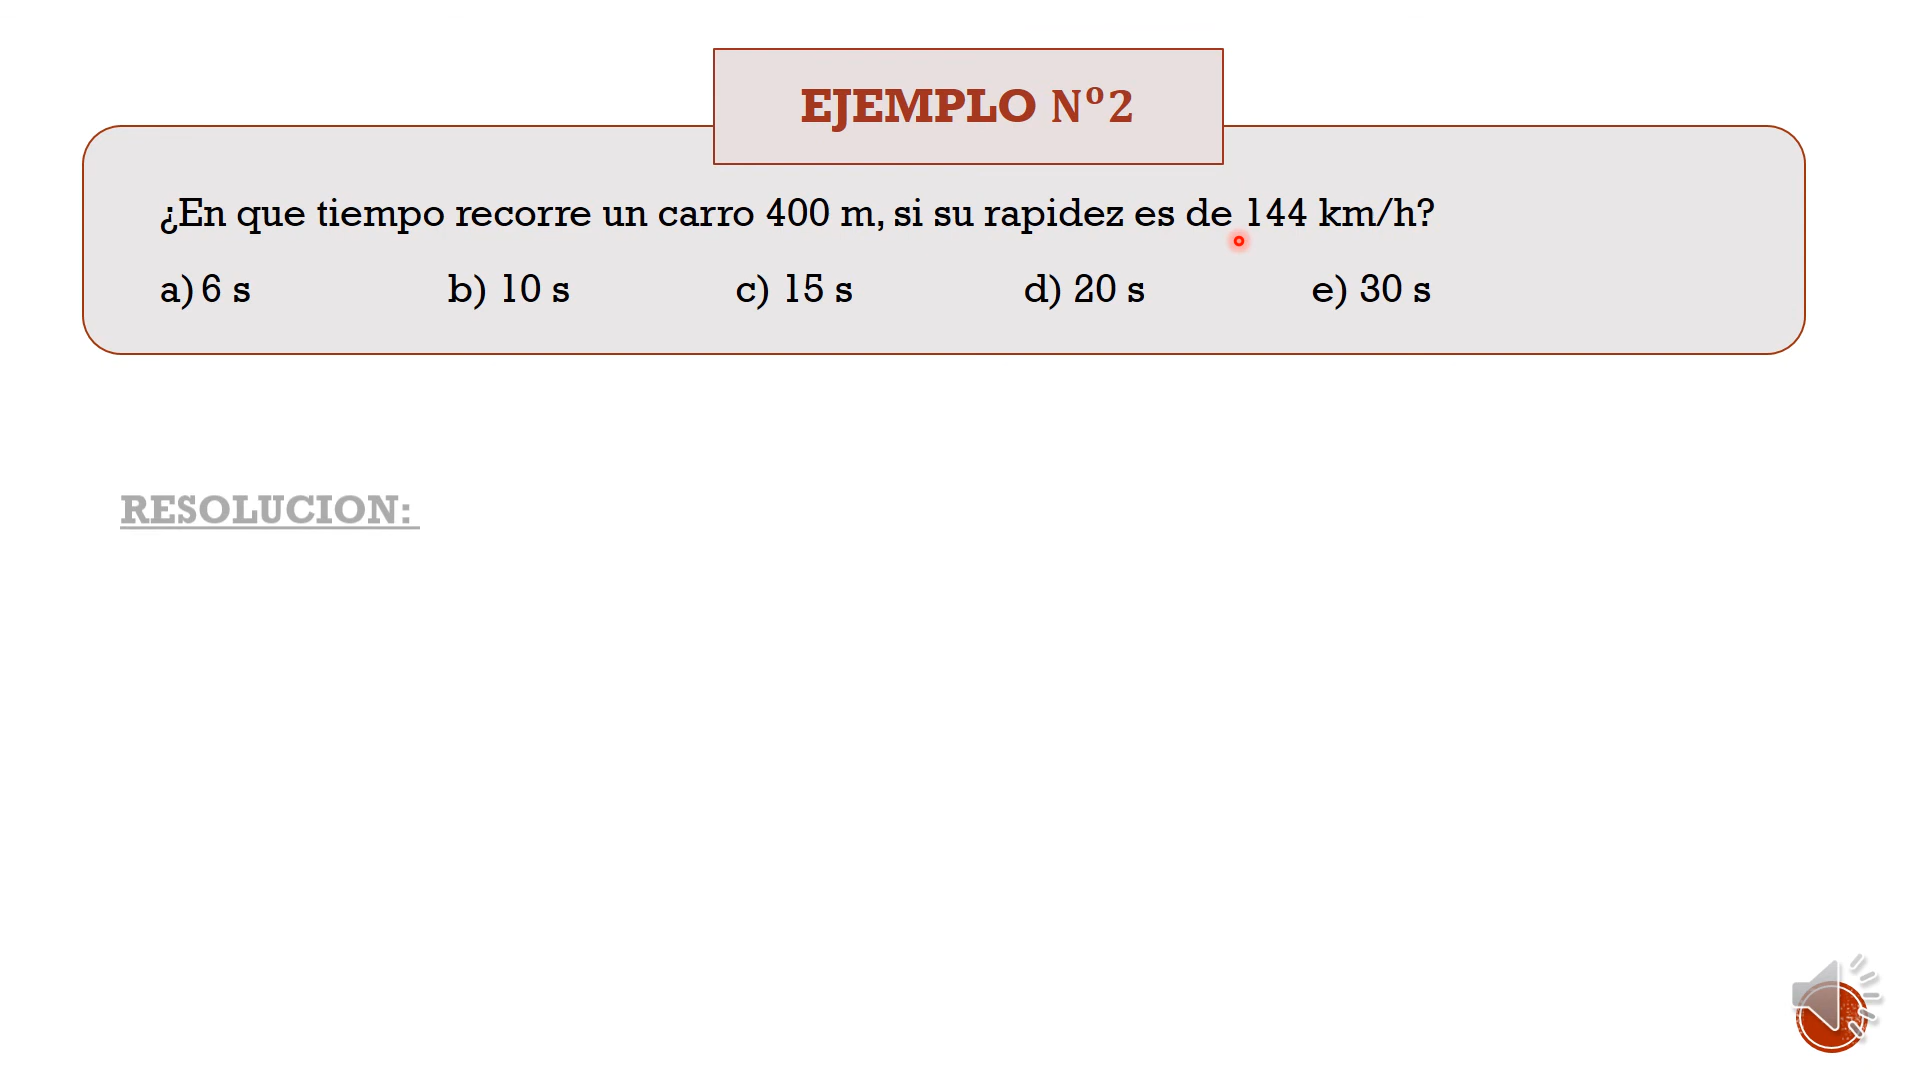 EJEMPLO N°2
¿En que tiempo recorre un carro 400 m, si su rapidez es de 144 km/h?
a) 6 s b) 10 s c) 15 s d) 20 s e) 30 s
RESOLUCION: